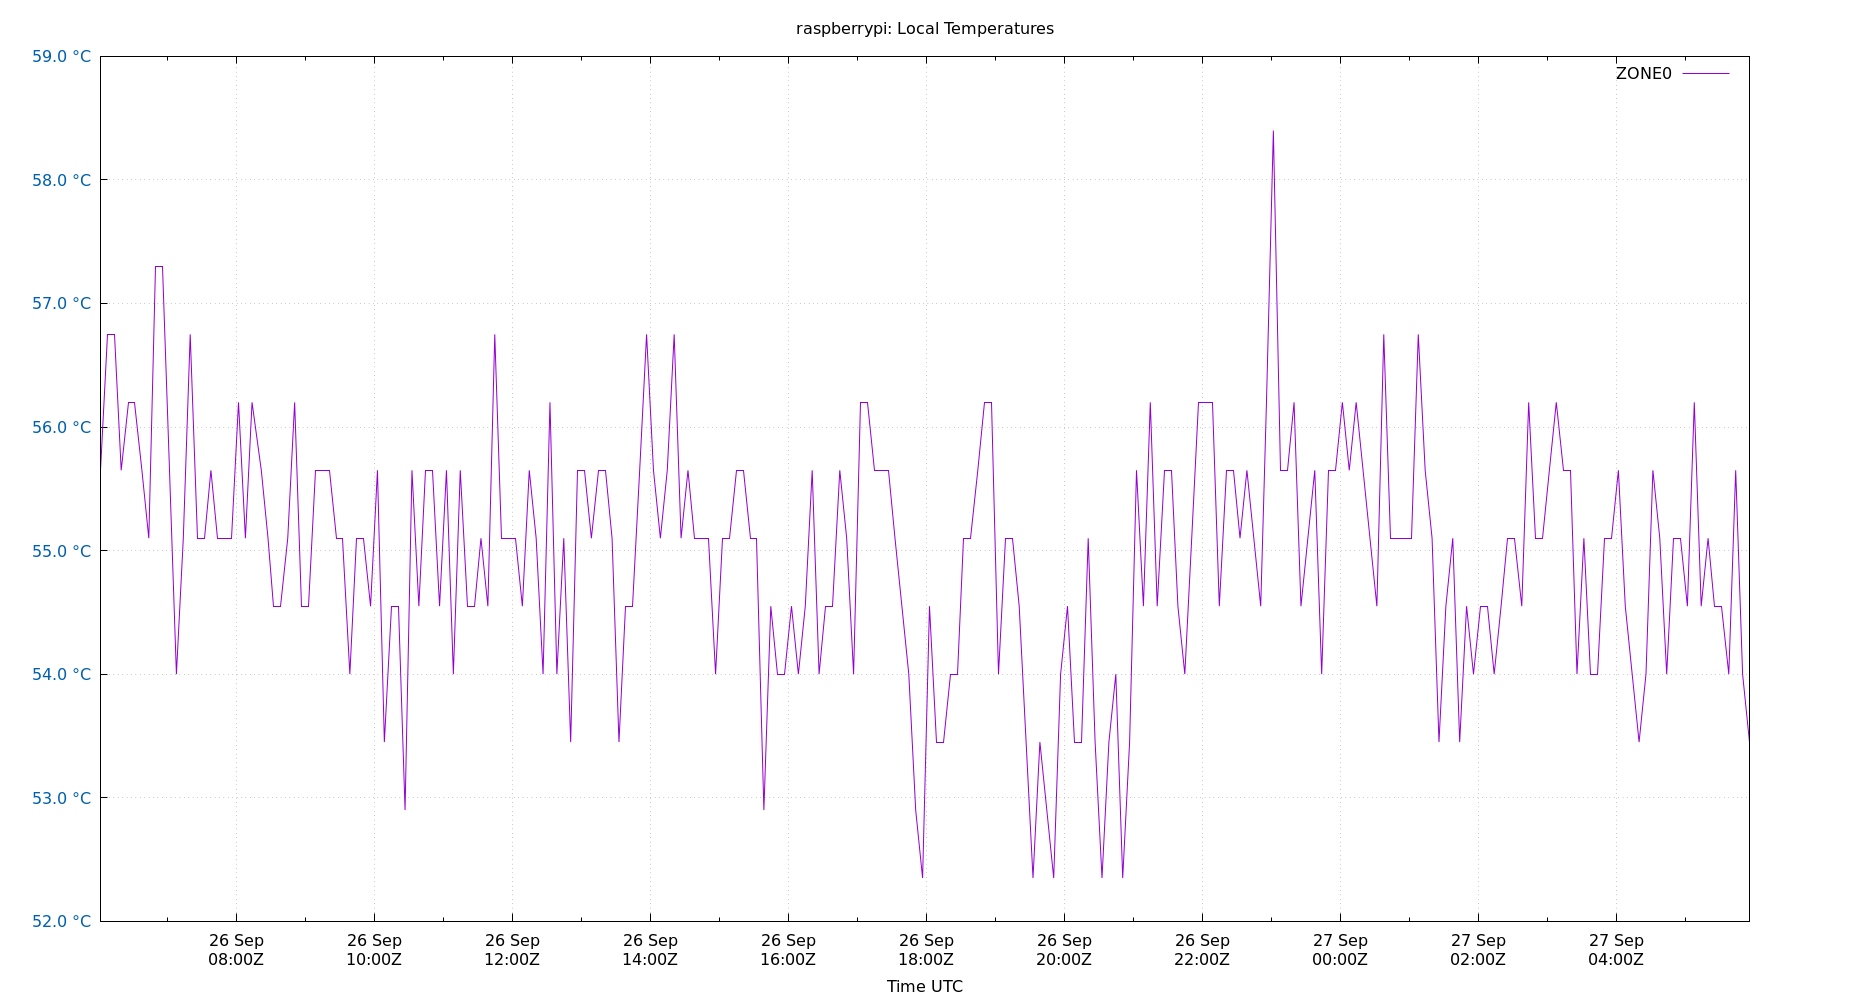 raspberrypi: Local Temperatures
59.0 °C
ZONE0
58.0 °C
57.0 °C
56.0 °C
55.0 °C
54.0 °C
53.0 °C
52.0 °C
26 Sep 26 Sep 26 Sep 26 Sep 26 Sep 26 Sep 26 Sep 26 Sep 27 Sep 27 Sep 27 Sep
08:00Z 10:00Z 12:00Z 14:00Z 16:00Z 18:00Z 20:00Z 22:00Z 00:00Z 02:00Z 04:00Z
Time UTC